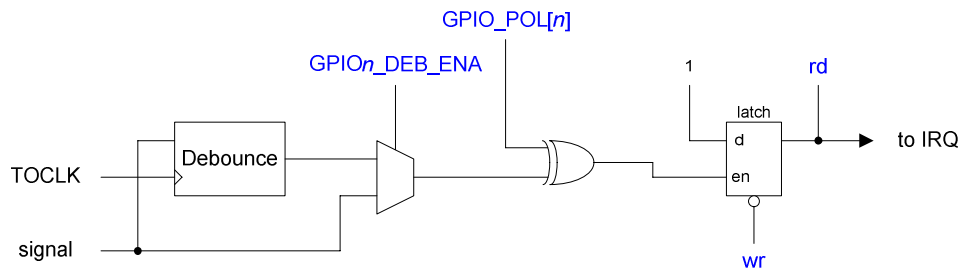 GPIO_POL[n]
GPIOn_DEB_ENA
1
rd
latch
Debounce
d
to IRQ
TOCLK
en
signal
wr